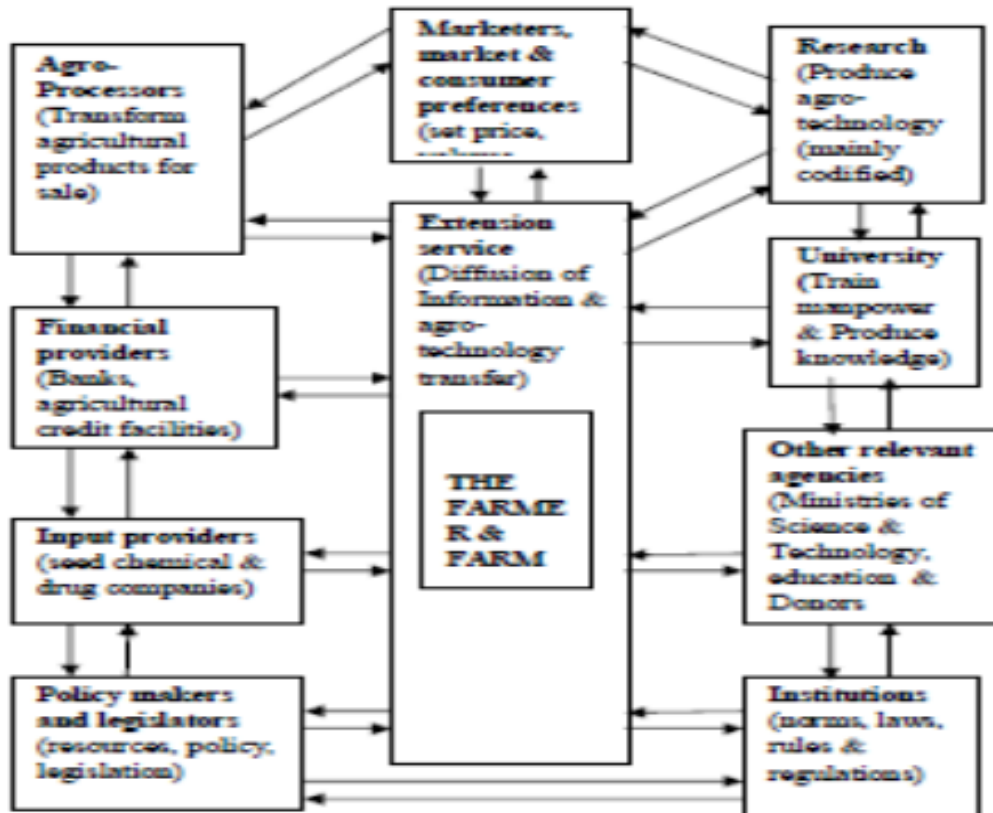 Agro-
Processors
(Transform
agricultural
products for
sale)
Marketers,
market &
consumer
preferences
(set price,
Research
(Produce
agro-
technology
(mainly
codified)
Extension
service
(Diffusion of
Information &
agro-
technology
transfer)
University
(Train
manpower
& Produce
knowledge)
Financial
providers
(Banks,
agricultural
credit facilities)
THE
FARME
R &
FARM
Other relevant
agencies
(Ministries of
Science &
Technology,
education &
Donors
Input providers
(seed chemical &
drug companies)
Policy makers
and legislators
(resources, policy,
legislation)
Institutions
(norms, laws,
rules &
regulations)